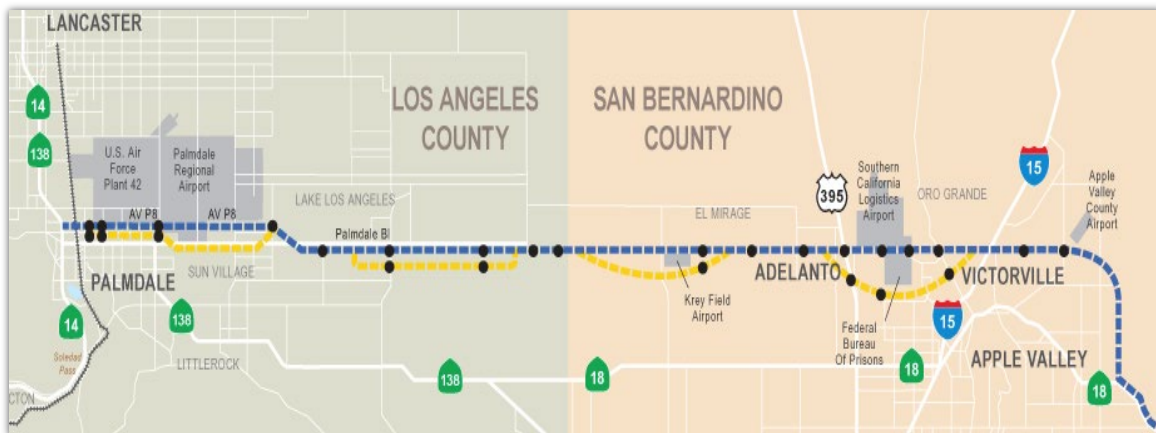 LANCASTER
14
138
U.S. Air
Force
Plant 42
Palmdale
Regional
Airport
LOS ANGELES
COUNTY
SAN BERNARDINO
COUNTY
LAKE LOS ANGELES
AV P8
AV P8
Palmdale Bl
SUN VILLAGE
PALMDALE
14
138
Soledad
Pass
LITTLEROCK
CTON
138
18
EL MIRAGE
395
Southern
California
Logistics
Airport
ORO GRANDE
15
Apple
Valley
County
Airport
ADELANTO
VICTORVILLE
Krey Field
Airport
Federal
Bureau
Of Prisons
15
18
APPLE VALLEY
18